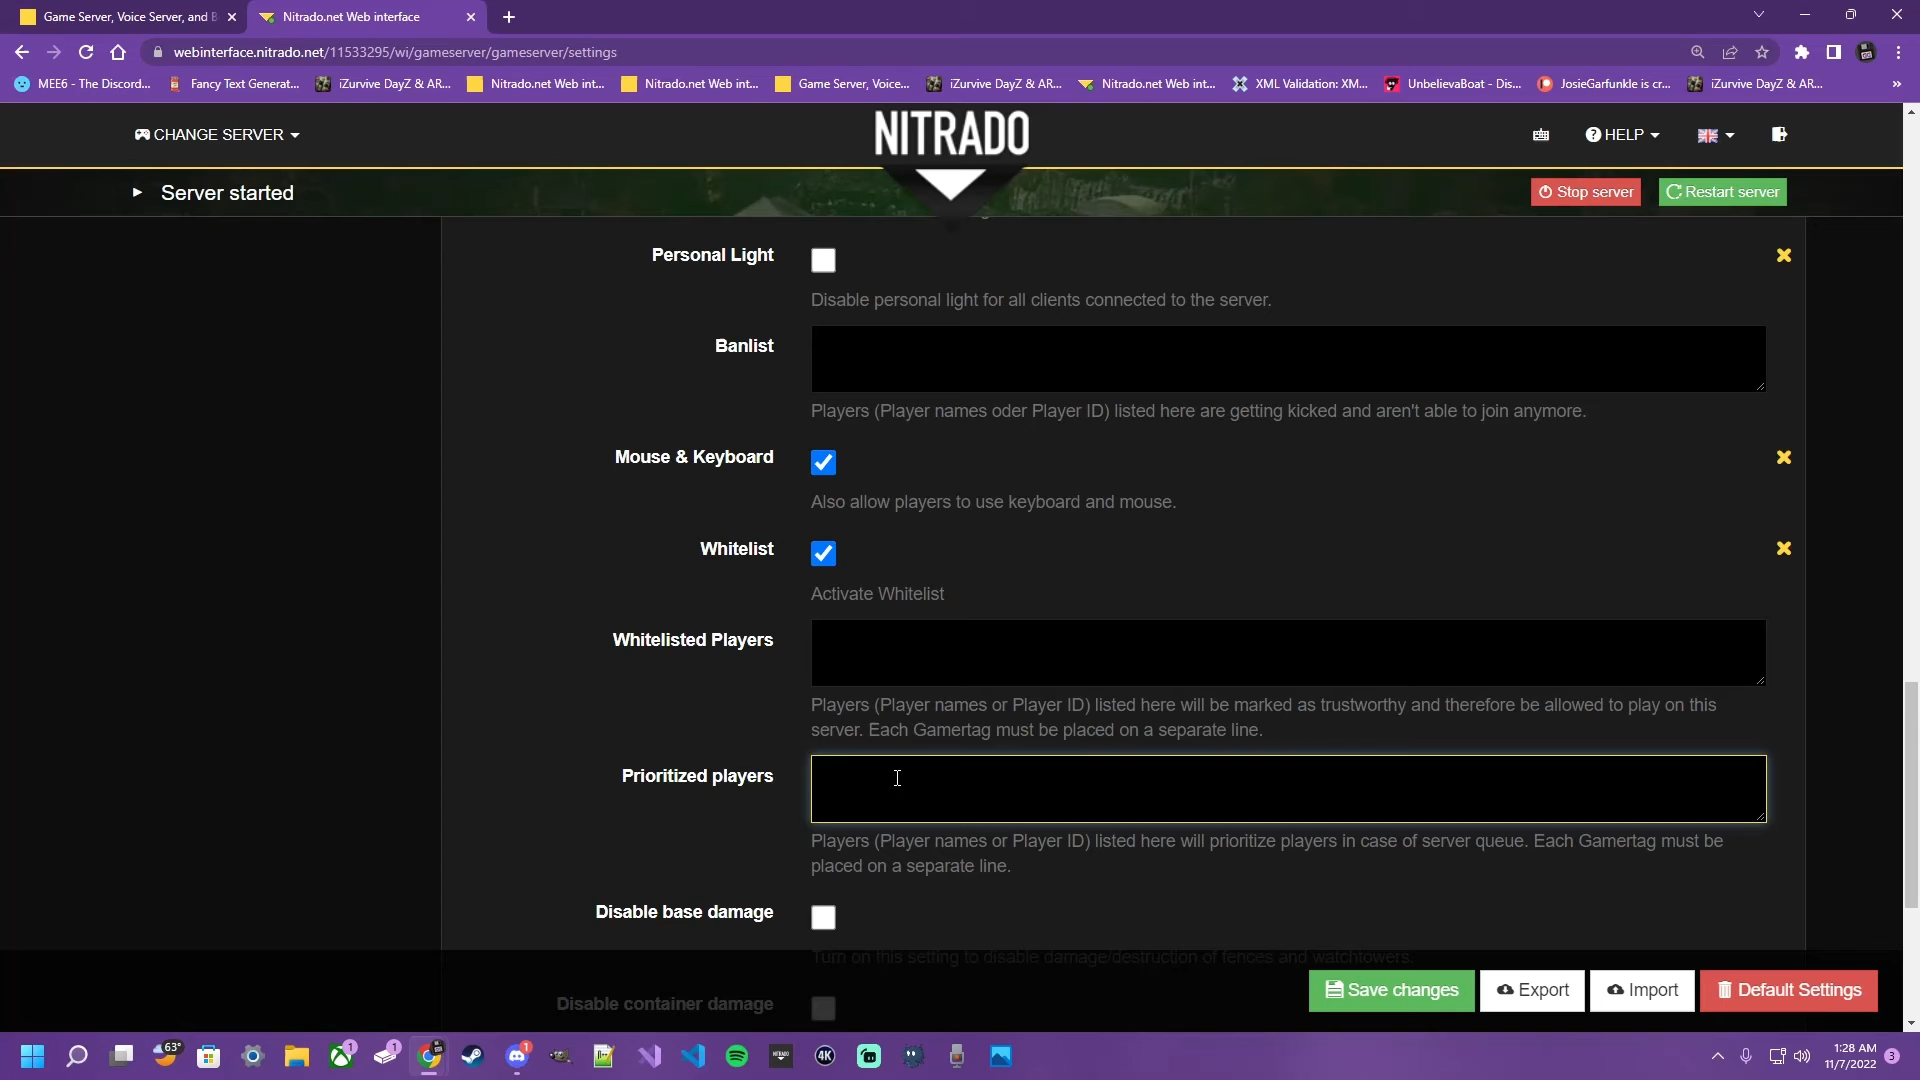 Game Server, Voice Server, and B
Nitrado.net Web interface
webinterface.nitrado.net/11533295/wi/gameserver/gameserver/settings
MEE6 - The Discord...
Fancy Text Generat...
iZurvive DayZ & AR...
Nitrado.net Web int...
Nitrado.net Web int...
Game Server, Voice...
iZurvive DayZ & AR...
Nitrado.net Web int...
XML Validation: XM...
UnbelievaBoat - Dis...
JosieGarfunkle is cr...
iZurvive DayZ & AR...
»
CHANGE SERVER
NITRADO
HELP
Server started
Stop server
Restart server
Personal Light
Disable personal light for all clients connected to the server.
Banlist
Players (Player names oder Player ID) listed here are getting kicked and aren't able to join anymore.
Mouse & Keyboard
Also allow players to use keyboard and mouse.
Whitelist
Activate Whitelist
Whitelisted Players
Players (Player names or Player ID) listed here will be marked as trustworthy and therefore be allowed to play on this
server. Each Gamertag must be placed on a separate line.
Prioritized players
Players (Player names or Player ID) listed here will prioritize players in case of server queue. Each Gamertag must be
placed on a separate line.
Disable base damage
Turn on this setting to disable damage/destruction of fences and watchtowers.
Disable container damage
Save changes
Export
Import
Default Settings
63°
1
1
1
NITRADO
4K
1:28 AM
11/7/2022
3